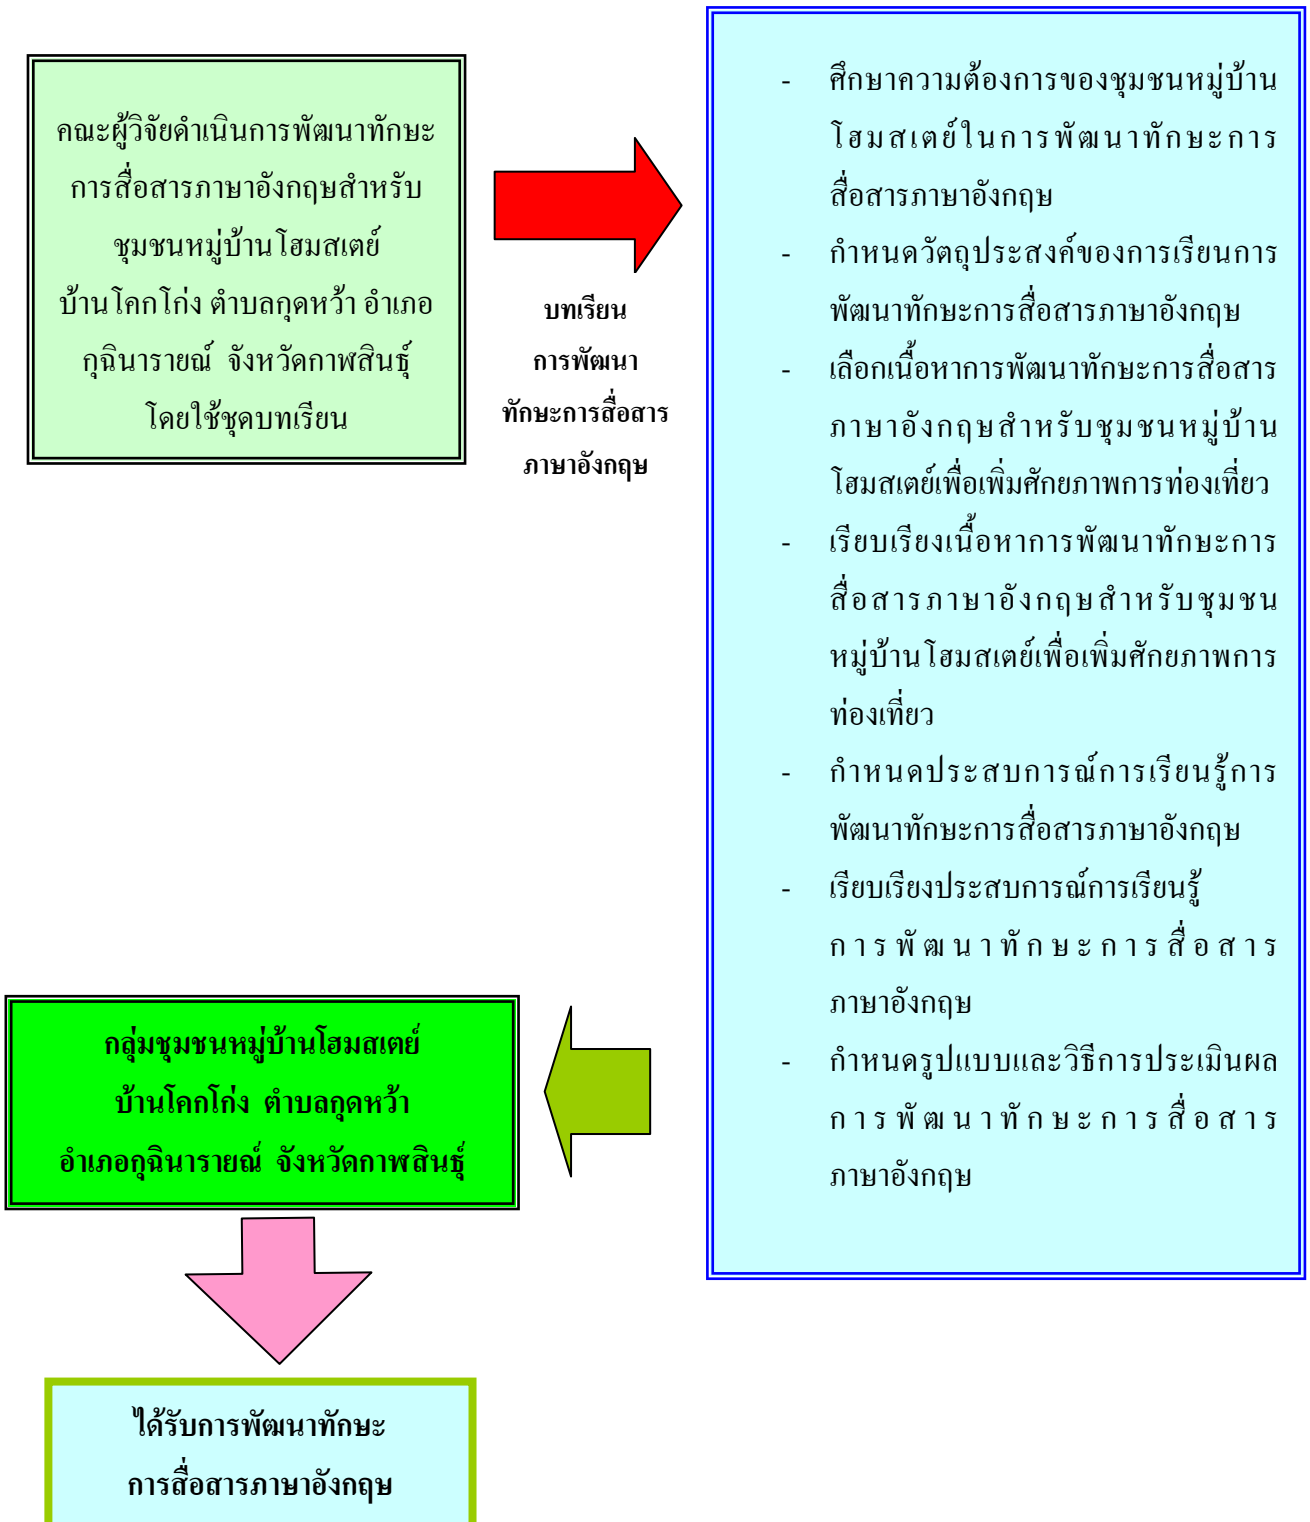 คณะผู้วิจัยดำเนินการพัฒนาทักษะ
การสื่อสารภาษาอังกฤษสำหรับ
ชุมชนหมู่บ้านโฮมสเตย์
บ้านโคกโก่ง ตำบลกุดหว้า อำเภอ
กุฉินารายณ์ จังหวัดกาฬสินธุ์
โดยใช้ชุดบทเรียน
บทเรียน
การพัฒนา
ทักษะการสื่อสาร
ภาษาอังกฤษ
- ศึกษาความต้องการของชุมชนหมู่บ้าน
โฮมสเตย์ในการพัฒนาทักษะการ
สื่อสารภาษาอังกฤษ
- กำหนดวัตถุประสงค์ของการเรียนการ
พัฒนาทักษะการสื่อสารภาษาอังกฤษ
- เลือกเนื้อหาการพัฒนาทักษะการสื่อสาร
ภาษาอังกฤษสำหรับชุมชนหมู่บ้าน
โฮมสเตย์เพื่อเพิ่มศักยภาพการท่องเที่ยว
- เรียบเรียงเนื้อหาการพัฒนาทักษะการ
สื่อสารภาษาอังกฤษสำหรับชุมชน
หมู่บ้านโฮมสเตย์เพื่อเพิ่มศักยภาพการ
ท่องเที่ยว
- กำหนดประสบการณ์การเรียนรู้การ
พัฒนาทักษะการสื่อสารภาษาอังกฤษ
- เรียบเรียงประสบการณ์การเรียนรู้
การพัฒนาทักษะการสื่อสาร
ภาษาอังกฤษ
- กำหนดรูปแบบและวิธีการประเมินผล
การพัฒนาทักษะการสื่อสาร
ภาษาอังกฤษ
กลุ่มชุมชนหมู่บ้านโฮมสเตย์
บ้านโคกโก่ง ตำบลกุดหว้า
อำเภอกุฉินารายณ์ จังหวัดกาฬสินธุ์
ได้รับการพัฒนาทักษะ
การสื่อสารภาษาอังกฤษ